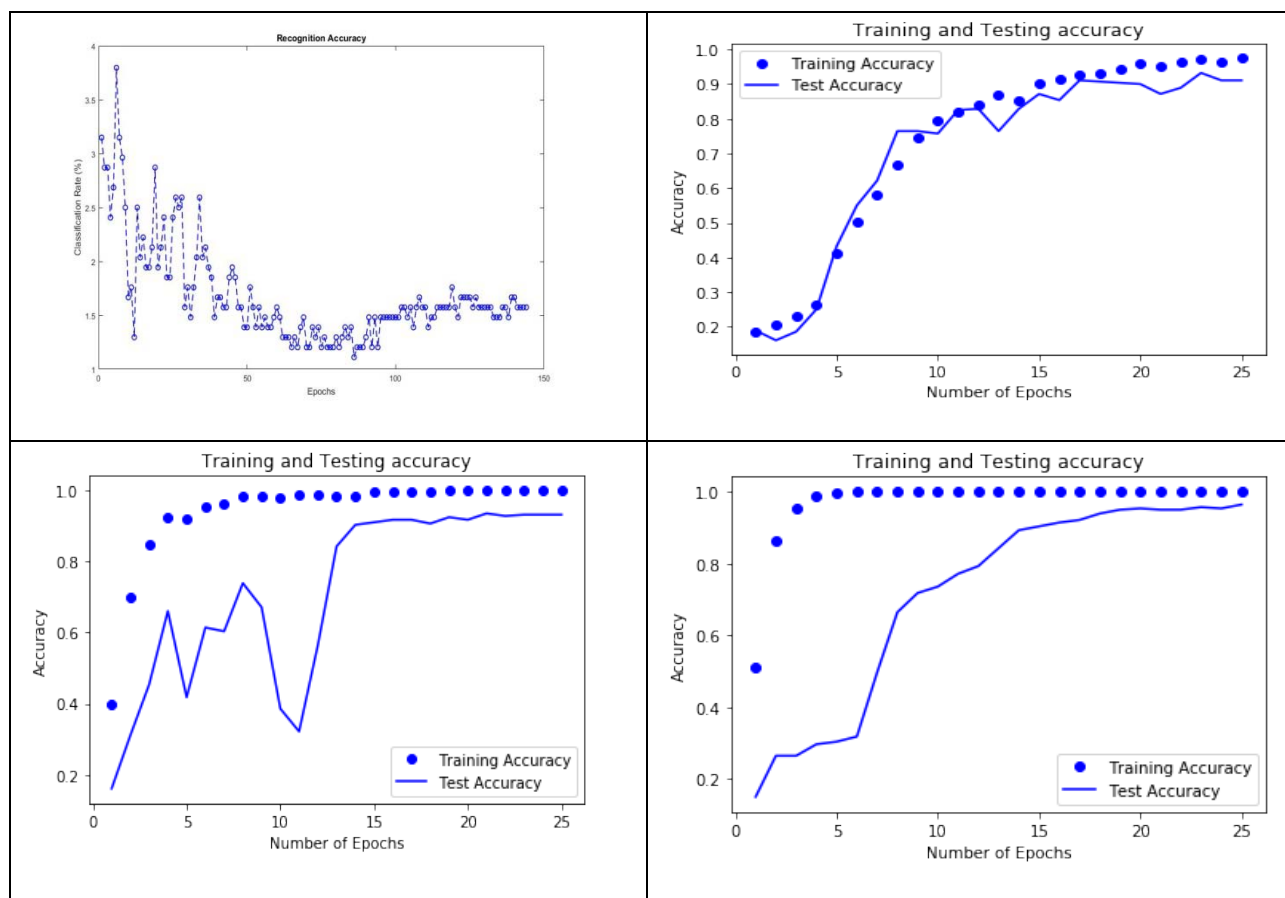 Recognition Accuracy
Classification Rate (%)
4
3.5
3
2.5
2
1.5
1
0 50 100 150
Epochs
Training and Testing accuracy
Training Accuracy
Test Accuracy
Accuracy
1.0
0.9
0.8
0.7
0.6
0.5
0.4
0.3
0.2
0 5 10 15 20 25
Number of Epochs
Training and Testing accuracy
Accuracy
1.0
0.8
0.6
0.4
0.2
Training Accuracy
Test Accuracy
0 5 10 15 20 25
Number of Epochs
Training and Testing accuracy
Accuracy
1.0
0.8
0.6
0.4
0.2
Training Accuracy
Test Accuracy
0 5 10 15 20 25
Number of Epochs